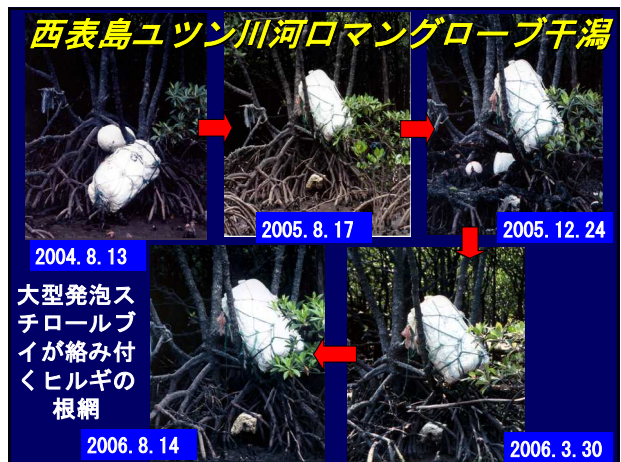 西表島ユツン川河口マングローブ干潟
2004.8.13
2005.8.17
2005.12.24
大型発泡ス
チロールブ
イが絡み付
くヒルギの
根網
2006.8.14
2006.3.30